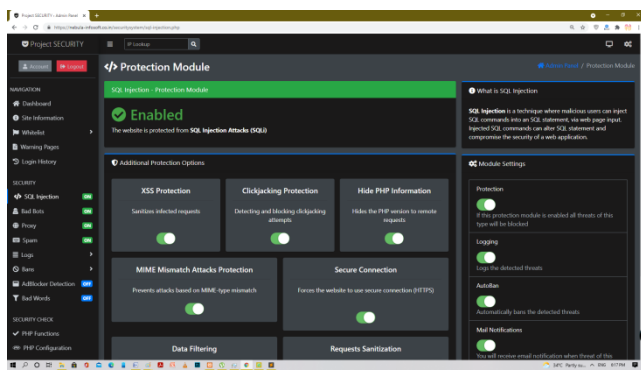 Project SECURITY - Admin Panel
Project SECURITY
IP Lookup
Account
Logout
Protection Module
Admin Panel / Protection Module
NAVIGATION
Dashboard
Site Information
Whitelist
Warning Pages
Login History
SECURITY
SQL Injection ON
Bad Bots ON
Proxy ON
Spam ON
Logs
Bans
AdBlocker Detection OFF
Bad Words OFF
SECURITY CHECK
PHP Functions
PHP Configuration
SQL Injection - Protection Module
Enabled
The website is protected from SQL Injection Attacks (SQLi)
Additional Protection Options
XSS Protection
Sanitizes infected requests
Clickjacking Protection
Detecting and blocking clickjacking
attempts
Hide PHP Information
Hides the PHP version to remote
requests
MIME Mismatch Attacks Protection
Prevents attacks based on MIME-type mismatch
Secure Connection
Forces the website to use secure connection (HTTPS)
Data Filtering
Requests Sanitization
What is SQL Injection
SQL Injection is a technique where malicious users can inject
SQL commands into an SQL statement, via web page input.
Injected SQL commands can alter SQL statement and
compromise the security of a web application.
Module Settings
Protection
If this protection module is enabled all threats of this
type will be blocked
Logging
Logs the detected threats
AutoBan
Automatically bans the detected threats
Mail Notifications
You will receive email notification when threat of this
34°C
ENG 6:17 PM